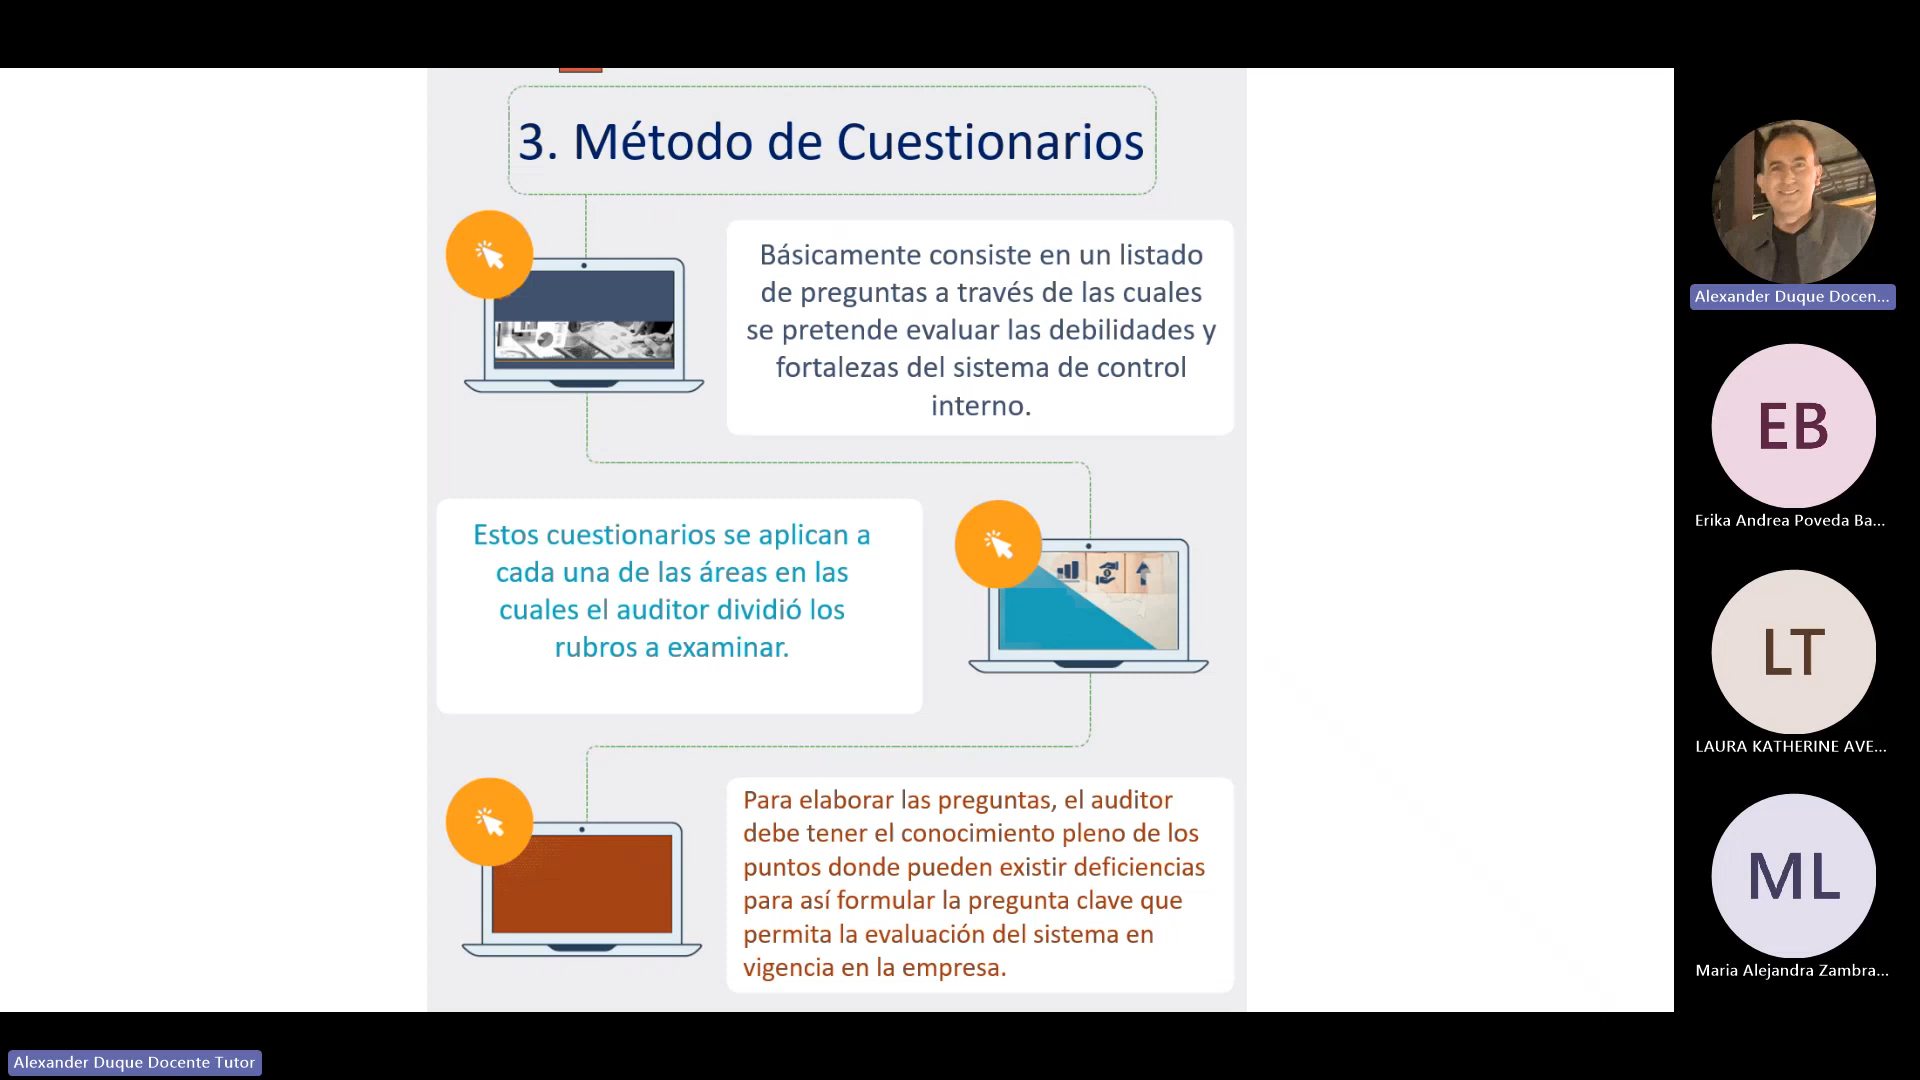 3. Método de Cuestionarios
Básicamente consiste en un listado
de preguntas a través de las cuales
se pretende evaluar las debilidades y
fortalezas del sistema de control
interno.
Estos cuestionarios se aplican a
cada una de las áreas en las
cuales el auditor dividió los
rubros a examinar.
Para elaborar las preguntas, el auditor
debe tener el conocimiento pleno de los
puntos donde pueden existir deficiencias
para así formular la pregunta clave que
permita la evaluación del sistema en
vigencia en la empresa.
Alexander Duque Docen...
EB
Erika Andrea Poveda Ba...
LT
LAURA KATHERINE AVE...
ML
Maria Alejandra Zambra...
Alexander Duque Docente Tutor